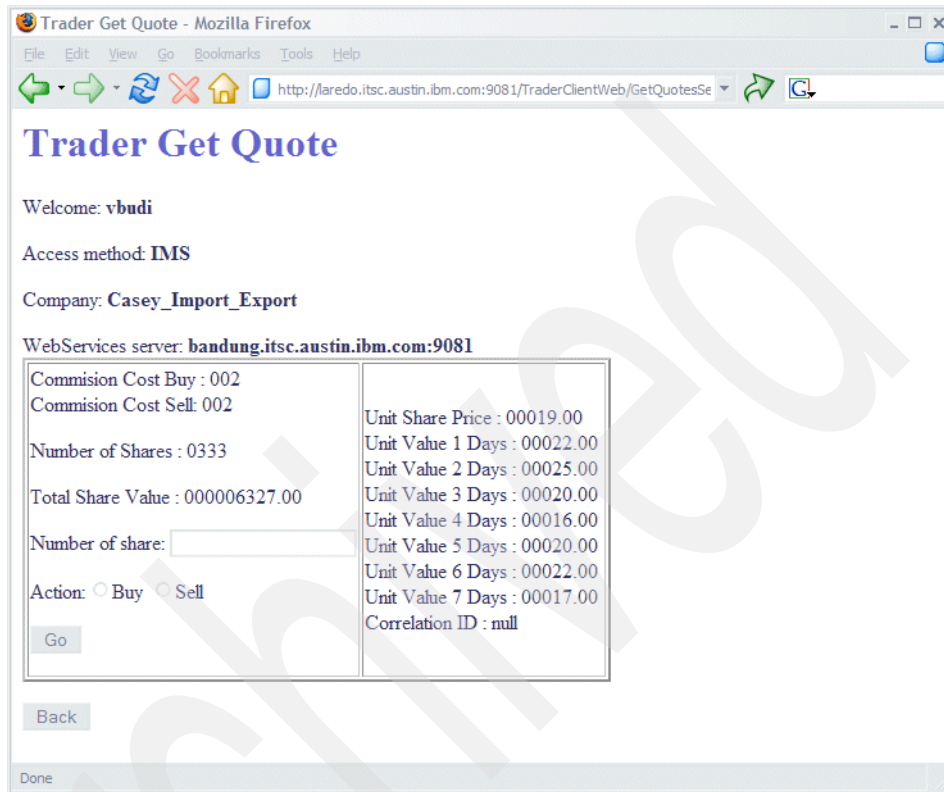 Trader Get Quote - Mozilla Firefox
File Edit View Go Bookmarks Tools Help
http://laredo.itsc.austin.ibm.com:9081/TraderClientWeb/GetQuotesSe
G
Trader Get Quote
Welcome: vbudi
Access method: IMS
Company: Casey_Import_Export
WebServices server: bandung.itsc.austin.ibm.com:9081
Commision Cost Buy : 002
Commision Cost Sell: 002
Number of Shares : 0333
Total Share Value : 000006327.00
Number of share:
Action: Buy Sell
Go
Unit Share Price : 00019.00
Unit Value 1 Days : 00022.00
Unit Value 2 Days : 00025.00
Unit Value 3 Days : 00020.00
Unit Value 4 Days : 00016.00
Unit Value 5 Days : 00020.00
Unit Value 6 Days : 00022.00
Unit Value 7 Days : 00017.00
Correlation ID : null
Back
Done